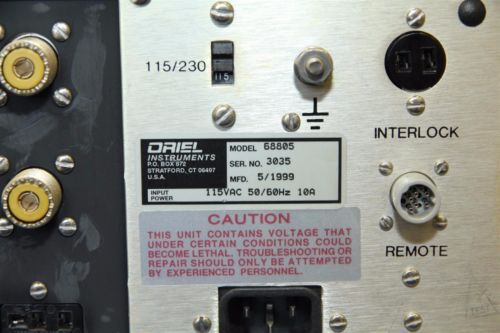 115/230
115
INTERLOCK
ORIEL
INSTRUMENTS
P.O. BOX 872
STRATFORD, CT 06497
U.S.A.
MODEL 68805
SER. NO. 3035
MFD. 5/1999
INPUT
POWER
115VAC 50/60Hz 10A
REMOTE
CAUTION
THIS UNIT CONTAINS VOLTAGE THAT
UNDER CERTAIN CONDITIONS COULD
BECOME LETHAL. TROUBLESHOOTING OR
REPAIR SHOULD ONLY BE ATTEMPTED
BY EXPERIENCED PERSONNEL.